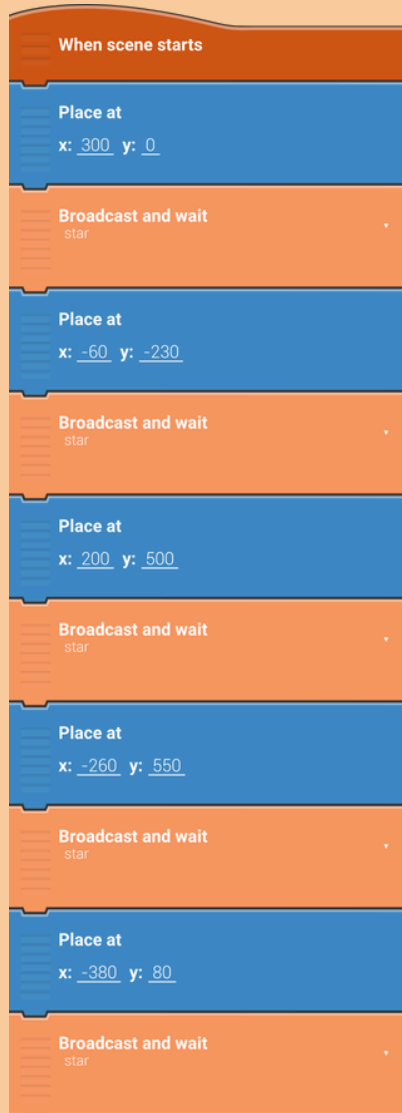 When scene starts
Place at
x: 300 y: 0
Broadcast and wait
star
Place at
x: -60 y: -230
Broadcast and wait
star
Place at
x: 200 y: 500
Broadcast and wait
star
Place at
x: -260 y: 550
Broadcast and wait
star
Place at
x: -380 y: 80
Broadcast and wait
star